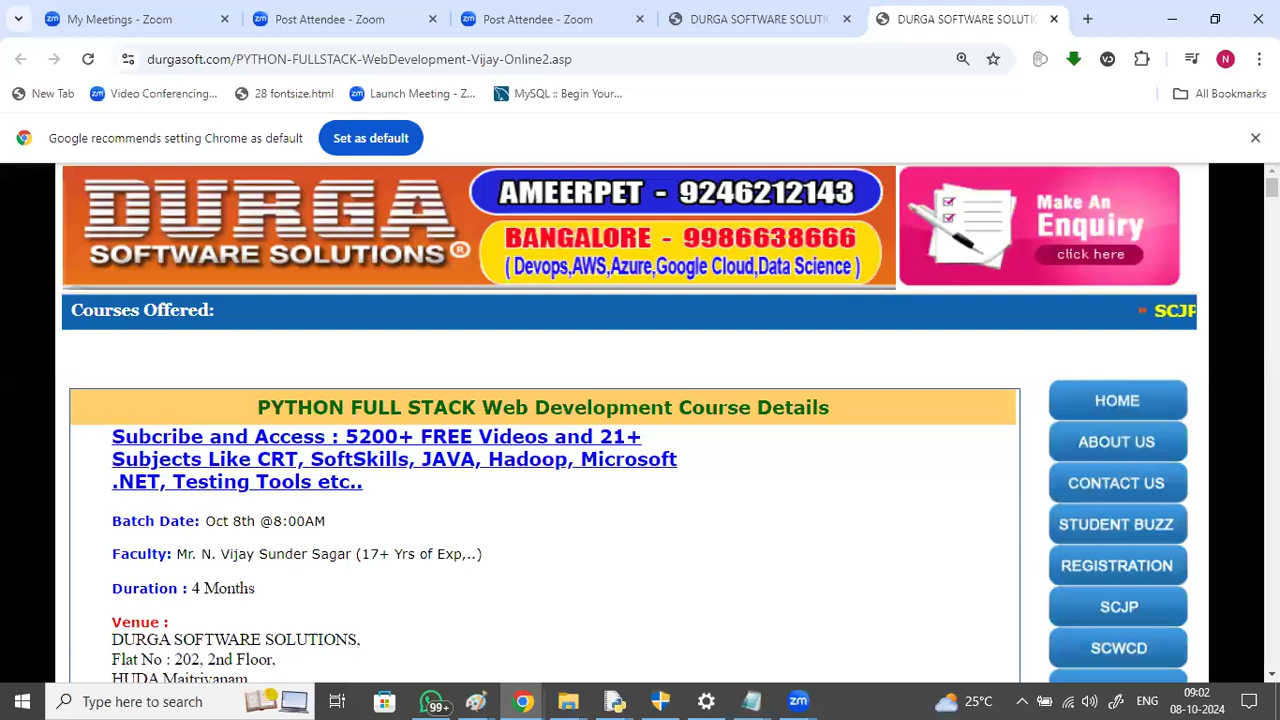 My Meetings - Zoom
Post Attendee - Zoom
Post Attendee - Zoom
DURGA SOFTWARE SOLUTI
DURGA SOFTWARE SOLUTI
durgasoft.com/PYTHON-FULLSTACK-WebDevelopment-Vijay-Online2.asp
N
New Tab
Video Conferencing...
28 fontsize.html
Launch Meeting - Z...
MySQL :: Begin Your...
All Bookmarks
Google recommends setting Chrome as default
Set as default
DURGA
SOFTWARE SOLUTIONS ®
AMEERPET - 9246212143
BANGALORE - 9986638666
( Devops,AWS,Azure,Google Cloud,Data Science )
Make An
Enquiry
click here
Courses Offered:
SCJP
PYTHON FULL STACK Web Development Course Details
Subcribe and Access : 5200+ FREE Videos and 21+
Subjects Like CRT, SoftSkills, JAVA, Hadoop, Microsoft
.NET, Testing Tools etc..
Batch Date: Oct 8th @8:00AM
Faculty: Mr. N. Vijay Sunder Sagar (17+ Yrs of Exp,..)
Duration : 4 Months
Venue :
DURGA SOFTWARE SOLUTIONS,
Flat No : 202, 2nd Floor,
HUDA Maitrivanam
HOME
ABOUT US
CONTACT US
STUDENT BUZZ
REGISTRATION
SCJP
SCWCD
Type here to search
99+
25°C
ENG
09:02
08-10-2024